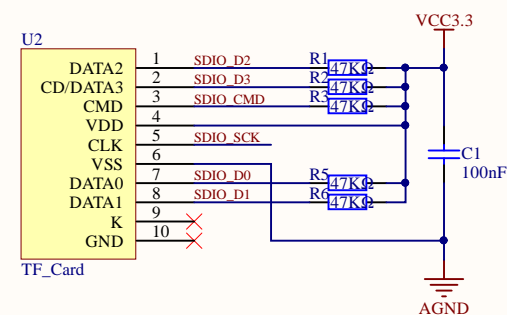 VCC3.3
U2
DATA2 1 SDIO_D2 R1 47KΩ
CD/DATA3 2 SDIO_D3 R2 47KΩ
CMD 3 SDIO_CMD R3 47KΩ
VDD 4
CLK 5 SDIO_SCK
VSS 6
C1
100nF
DATA0 7 SDIO_D0 R5 47KΩ
DATA1 8 SDIO_D1 R6 47KΩ
K 9
GND 10
TF_Card
AGND